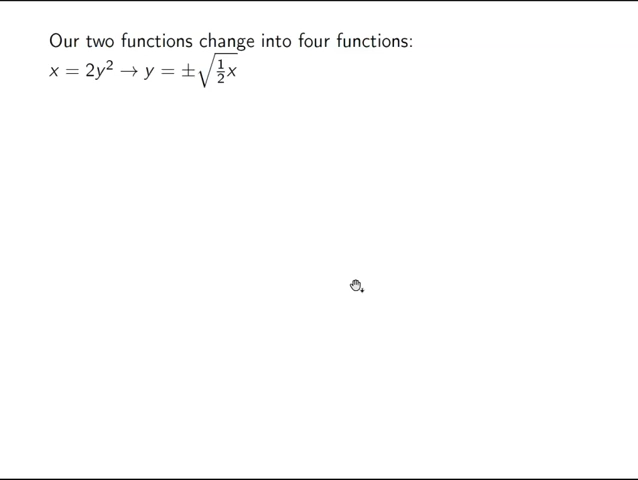 Our two functions change into four functions:
x = 2y² → y = ±√(½x)